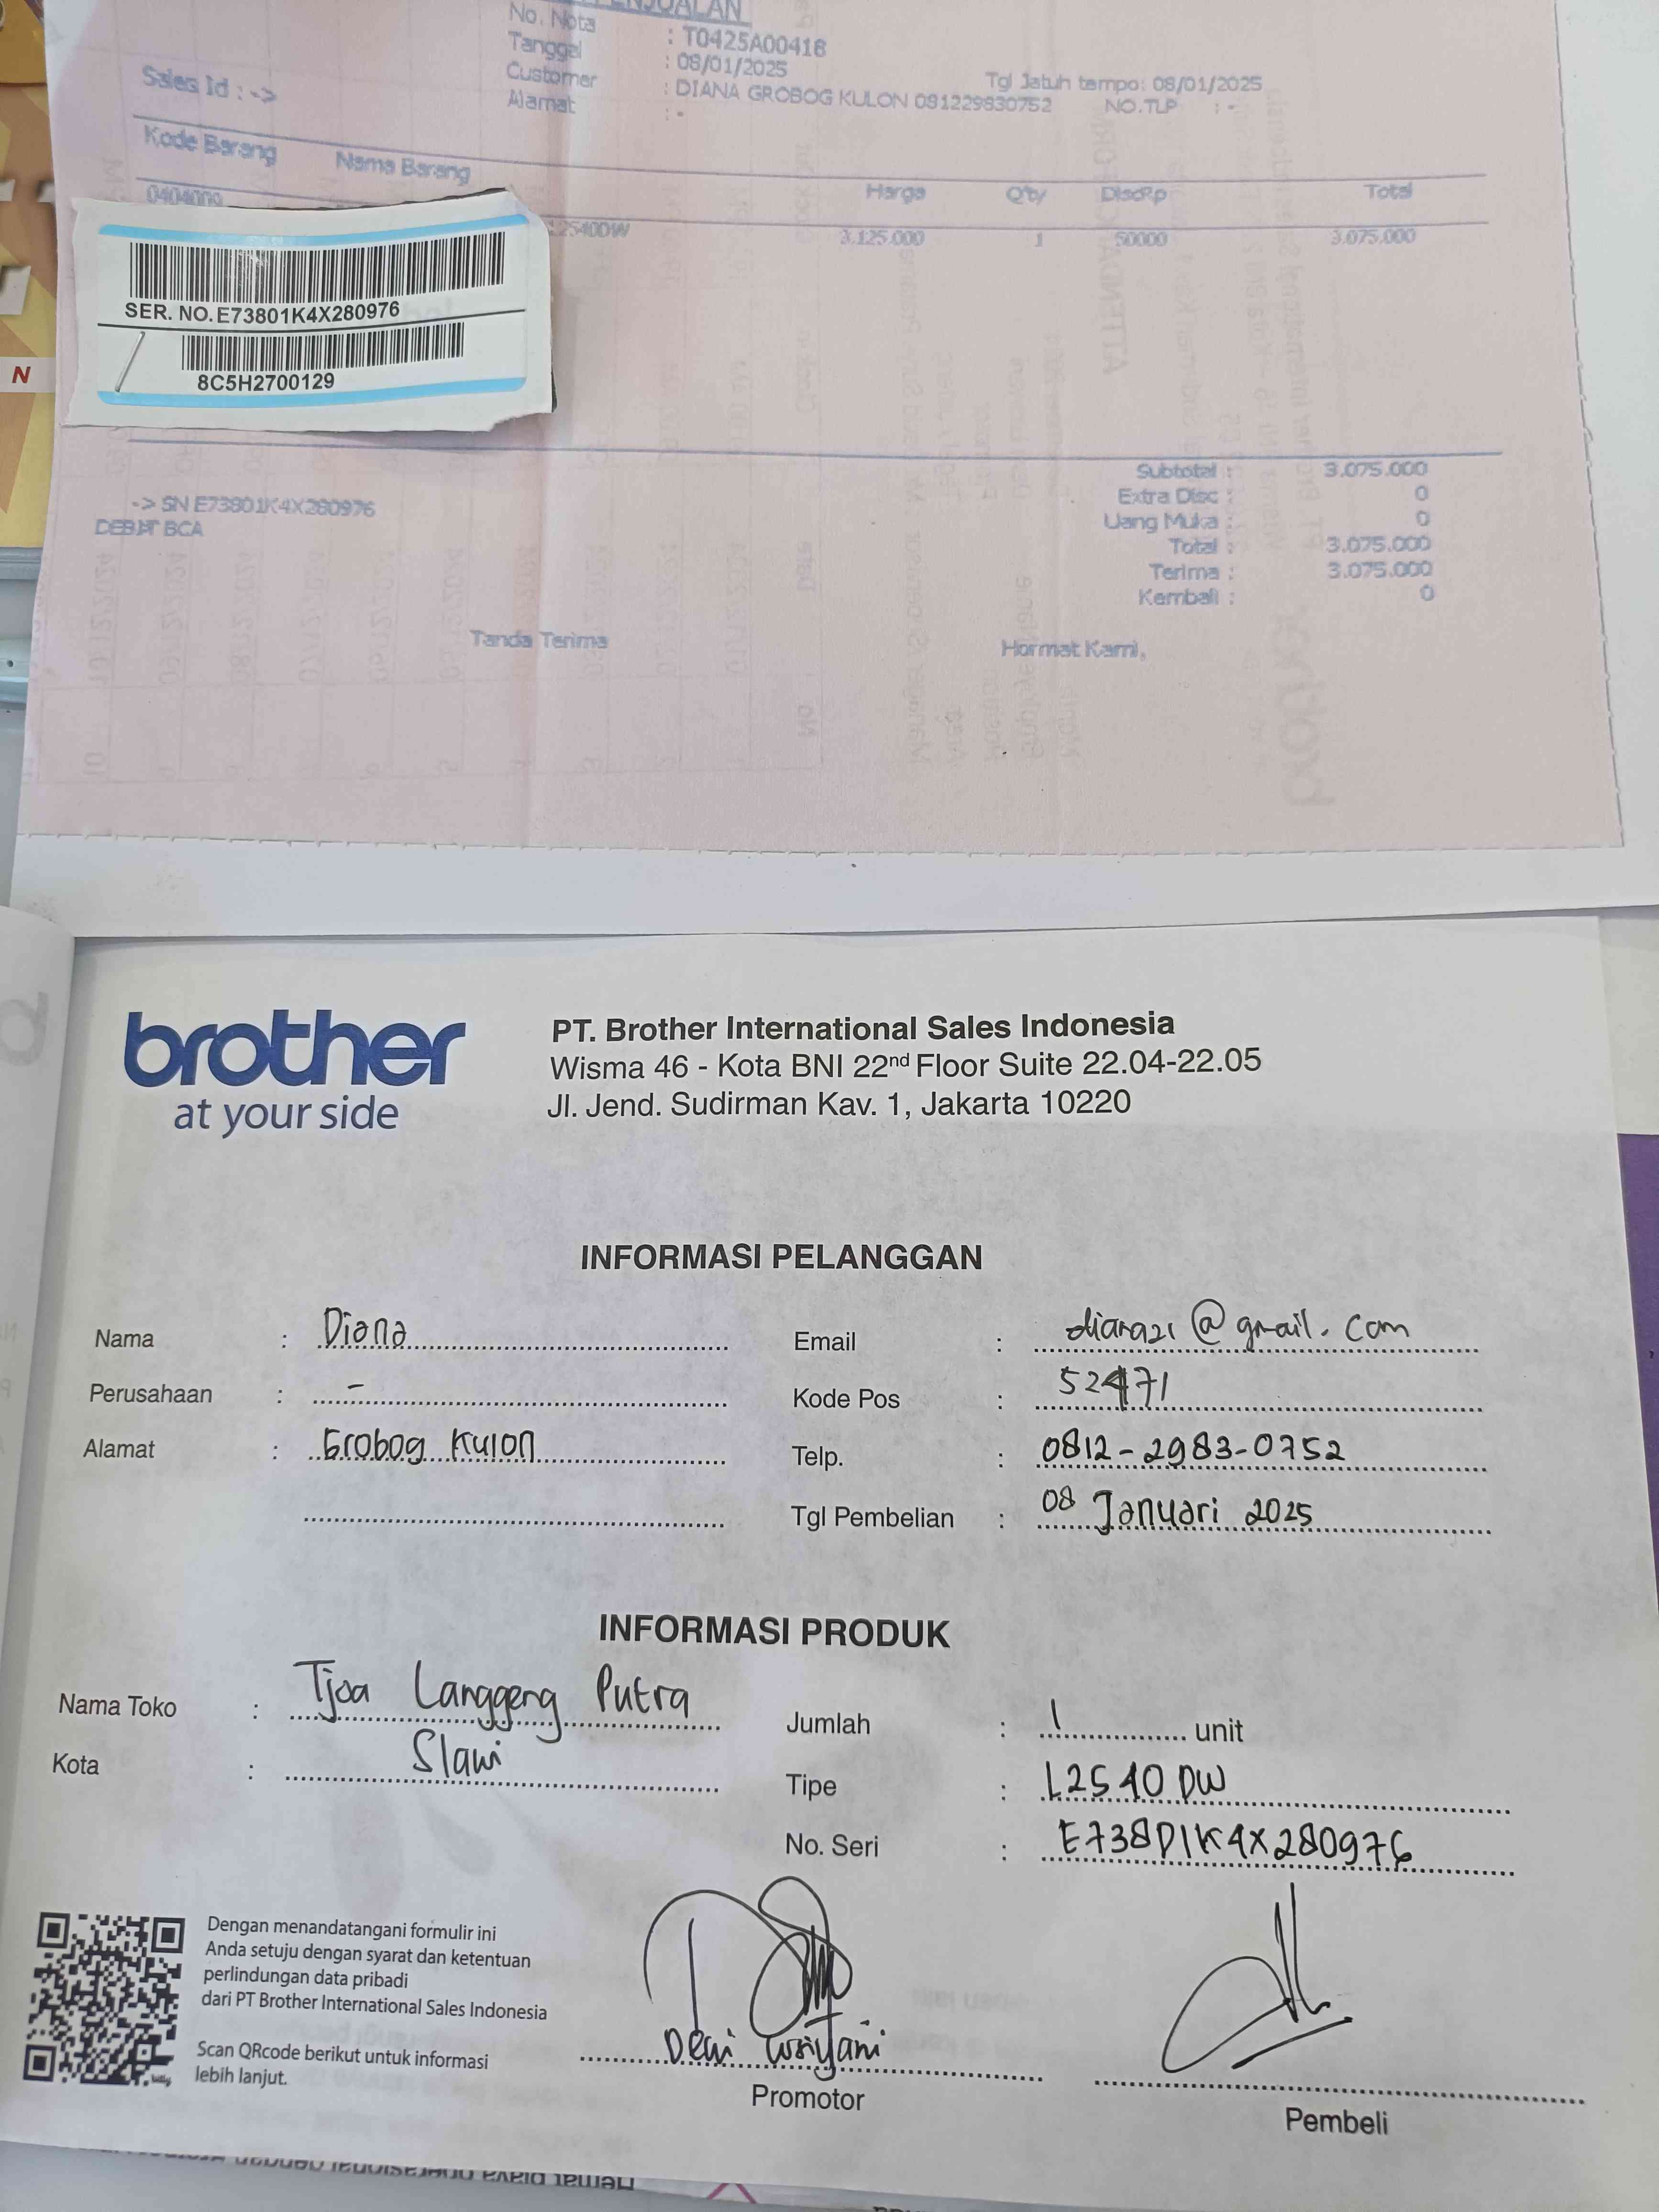 PENJUALAN
No. Nota : T0425A00418
Tanggal : 08/01/2025
Sales Id : -> Customer : DIANA GROBOG KULON 081229830752 Tgl Jatuh tempo: 08/01/2025
Alamat : - NO.TLP : -
Kode Barang Nama Barang Harga Qty DiscRp Total
0404009 L2540DW 3.125.000 1 50000 3.075.000
SER. NO. E73801K4X280976
8C5H2700129
Subtotal : 3.075.000
Extra Disc : 0
Uang Muka : 0
Total : 3.075.000
Terima : 3.075.000
Kembali : 0
-> SN E73801K4X280976
DEBIT BCA
Tanda Terima Hormat Kami,
N
brother
at your side
PT. Brother International Sales Indonesia
Wisma 46 - Kota BNI 22nd Floor Suite 22.04-22.05
Jl. Jend. Sudirman Kav. 1, Jakarta 10220
INFORMASI PELANGGAN
Nama : Diana
Perusahaan : -
Alamat : Grobog Kulon
Email : diana21@gmail.com
Kode Pos : 52471
Telp. : 0812-2983-0752
Tgl Pembelian : 08 Januari 2025
INFORMASI PRODUK
Nama Toko : Tjoa Langgeng Putra
Kota : Slawi
Jumlah : 1 unit
Tipe : L2540 DW
No. Seri : E738D1K4X280976
Dengan menandatangani formulir ini
Anda setuju dengan syarat dan ketentuan
perlindungan data pribadi
dari PT Brother International Sales Indonesia
Scan QRcode berikut untuk informasi
lebih lanjut.
Promotor
Pembeli